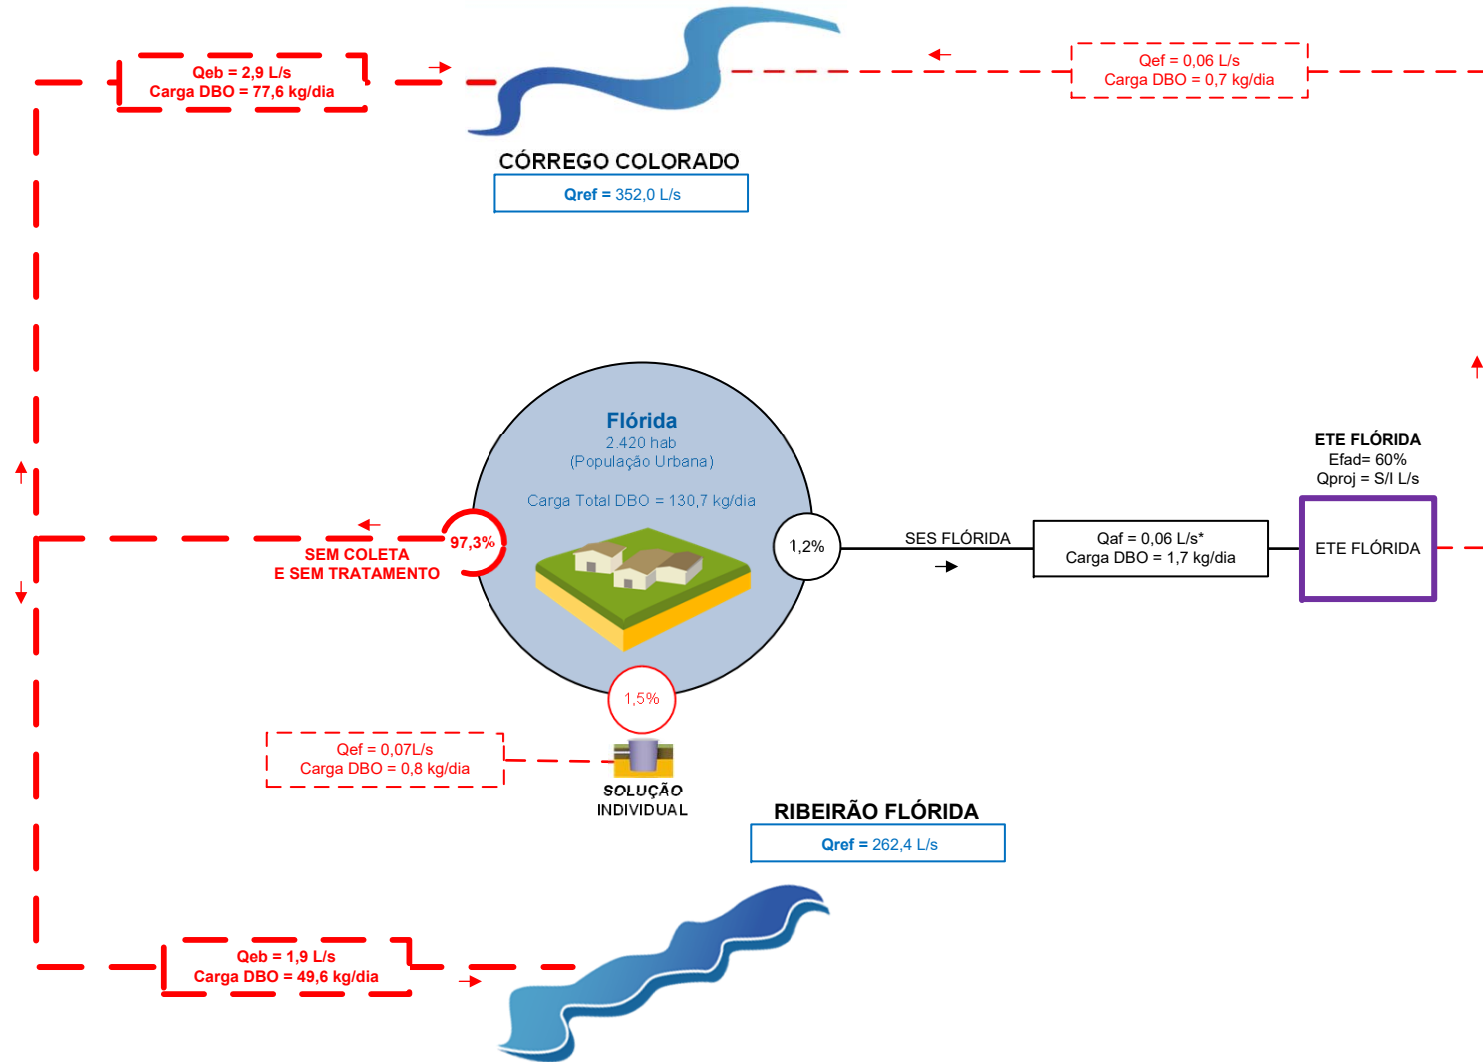 Qeb = 2,9 L/s
Carga DBO = 77,6 kg/dia
Qef = 0,06 L/s
Carga DBO = 0,7 kg/dia
CÓRREGO COLORADO
Qref = 352,0 L/s
Flórida
2.420 hab
(População Urbana)
Carga Total DBO = 130,7 kg/dia
97,3%
SEM COLETA
E SEM TRATAMENTO
1,2%
SES FLÓRIDA
Qaf = 0,06 L/s*
Carga DBO = 1,7 kg/dia
ETE FLÓRIDA
Efad= 60%
Qproj = S/I L/s
ETE FLÓRIDA
1,5%
Qef = 0,07L/s
Carga DBO = 0,8 kg/dia
SOLUÇÃO
INDIVIDUAL
RIBEIRÃO FLÓRIDA
Qref = 262,4 L/s
Qeb = 1,9 L/s
Carga DBO = 49,6 kg/dia